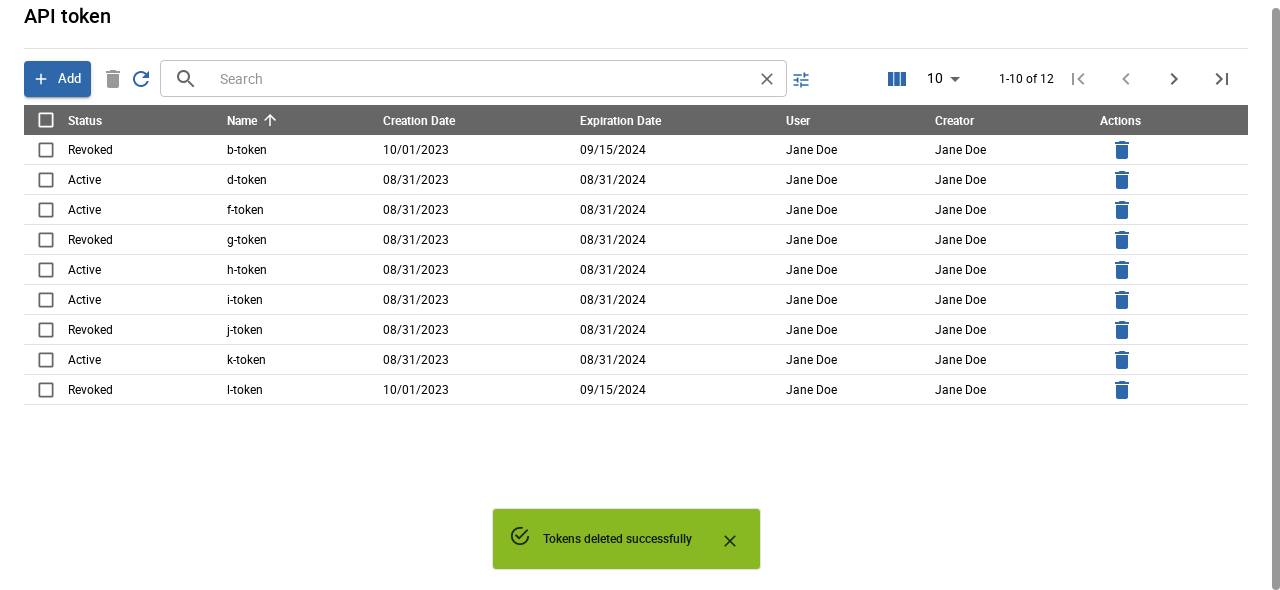 API token
Add Search 10 1-10 of 12
Status Name Creation Date Expiration Date User Creator Actions
Revoked b-token 10/01/2023 09/15/2024 Jane Doe Jane Doe
Active d-token 08/31/2023 08/31/2024 Jane Doe Jane Doe
Active f-token 08/31/2023 08/31/2024 Jane Doe Jane Doe
Revoked g-token 08/31/2023 08/31/2024 Jane Doe Jane Doe
Active h-token 08/31/2023 08/31/2024 Jane Doe Jane Doe
Active i-token 08/31/2023 08/31/2024 Jane Doe Jane Doe
Revoked j-token 08/31/2023 08/31/2024 Jane Doe Jane Doe
Active k-token 08/31/2023 08/31/2024 Jane Doe Jane Doe
Revoked l-token 10/01/2023 09/15/2024 Jane Doe Jane Doe
Tokens deleted successfully